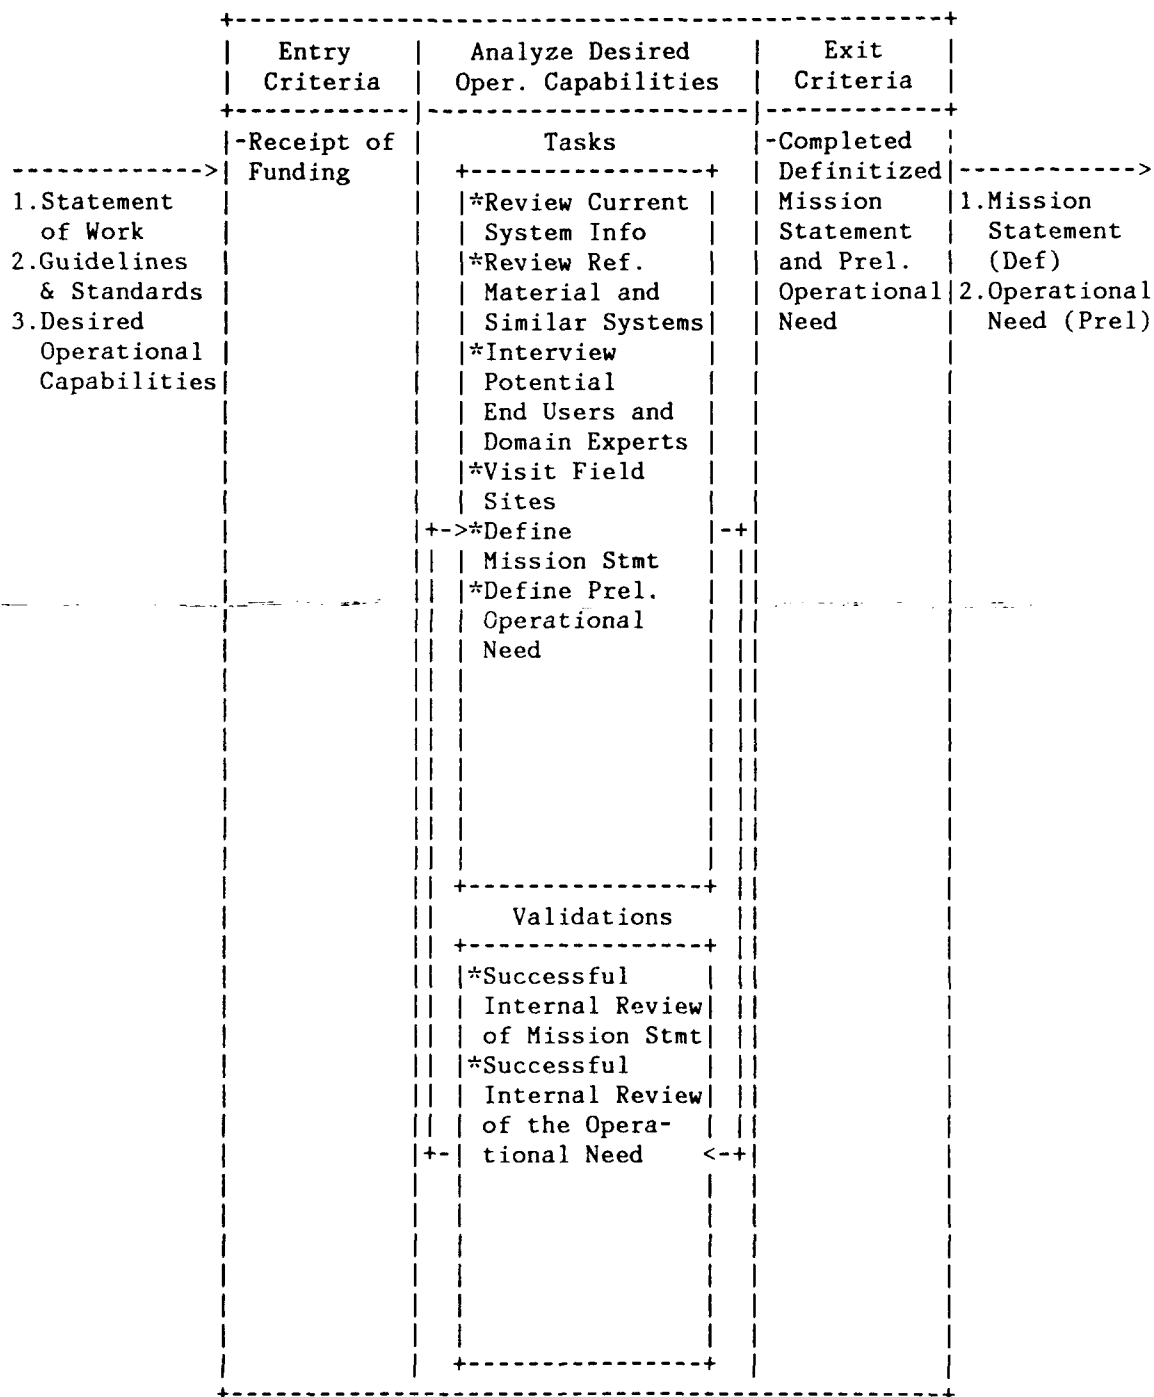 Entry
Criteria
Analyze Desired
Oper. Capabilities
Exit
Criteria
1.Statement
of Work
2.Guidelines
& Standards
3.Desired
Operational
Capabilities
-Receipt of
Funding
Tasks
*Review Current
System Info
*Review Ref.
Material and
Similar Systems
*Interview
Potential
End Users and
Domain Experts
*Visit Field
Sites
*Define
Mission Stmt
*Define Prel.
Operational
Need
Validations
*Successful
Internal Review
of Mission Stmt
*Successful
Internal Review
of the Opera-
tional Need
-Completed
Definitized
Mission
Statement
and Prel.
Operational
Need
1.Mission
Statement
(Def)
2.Operational
Need (Prel)